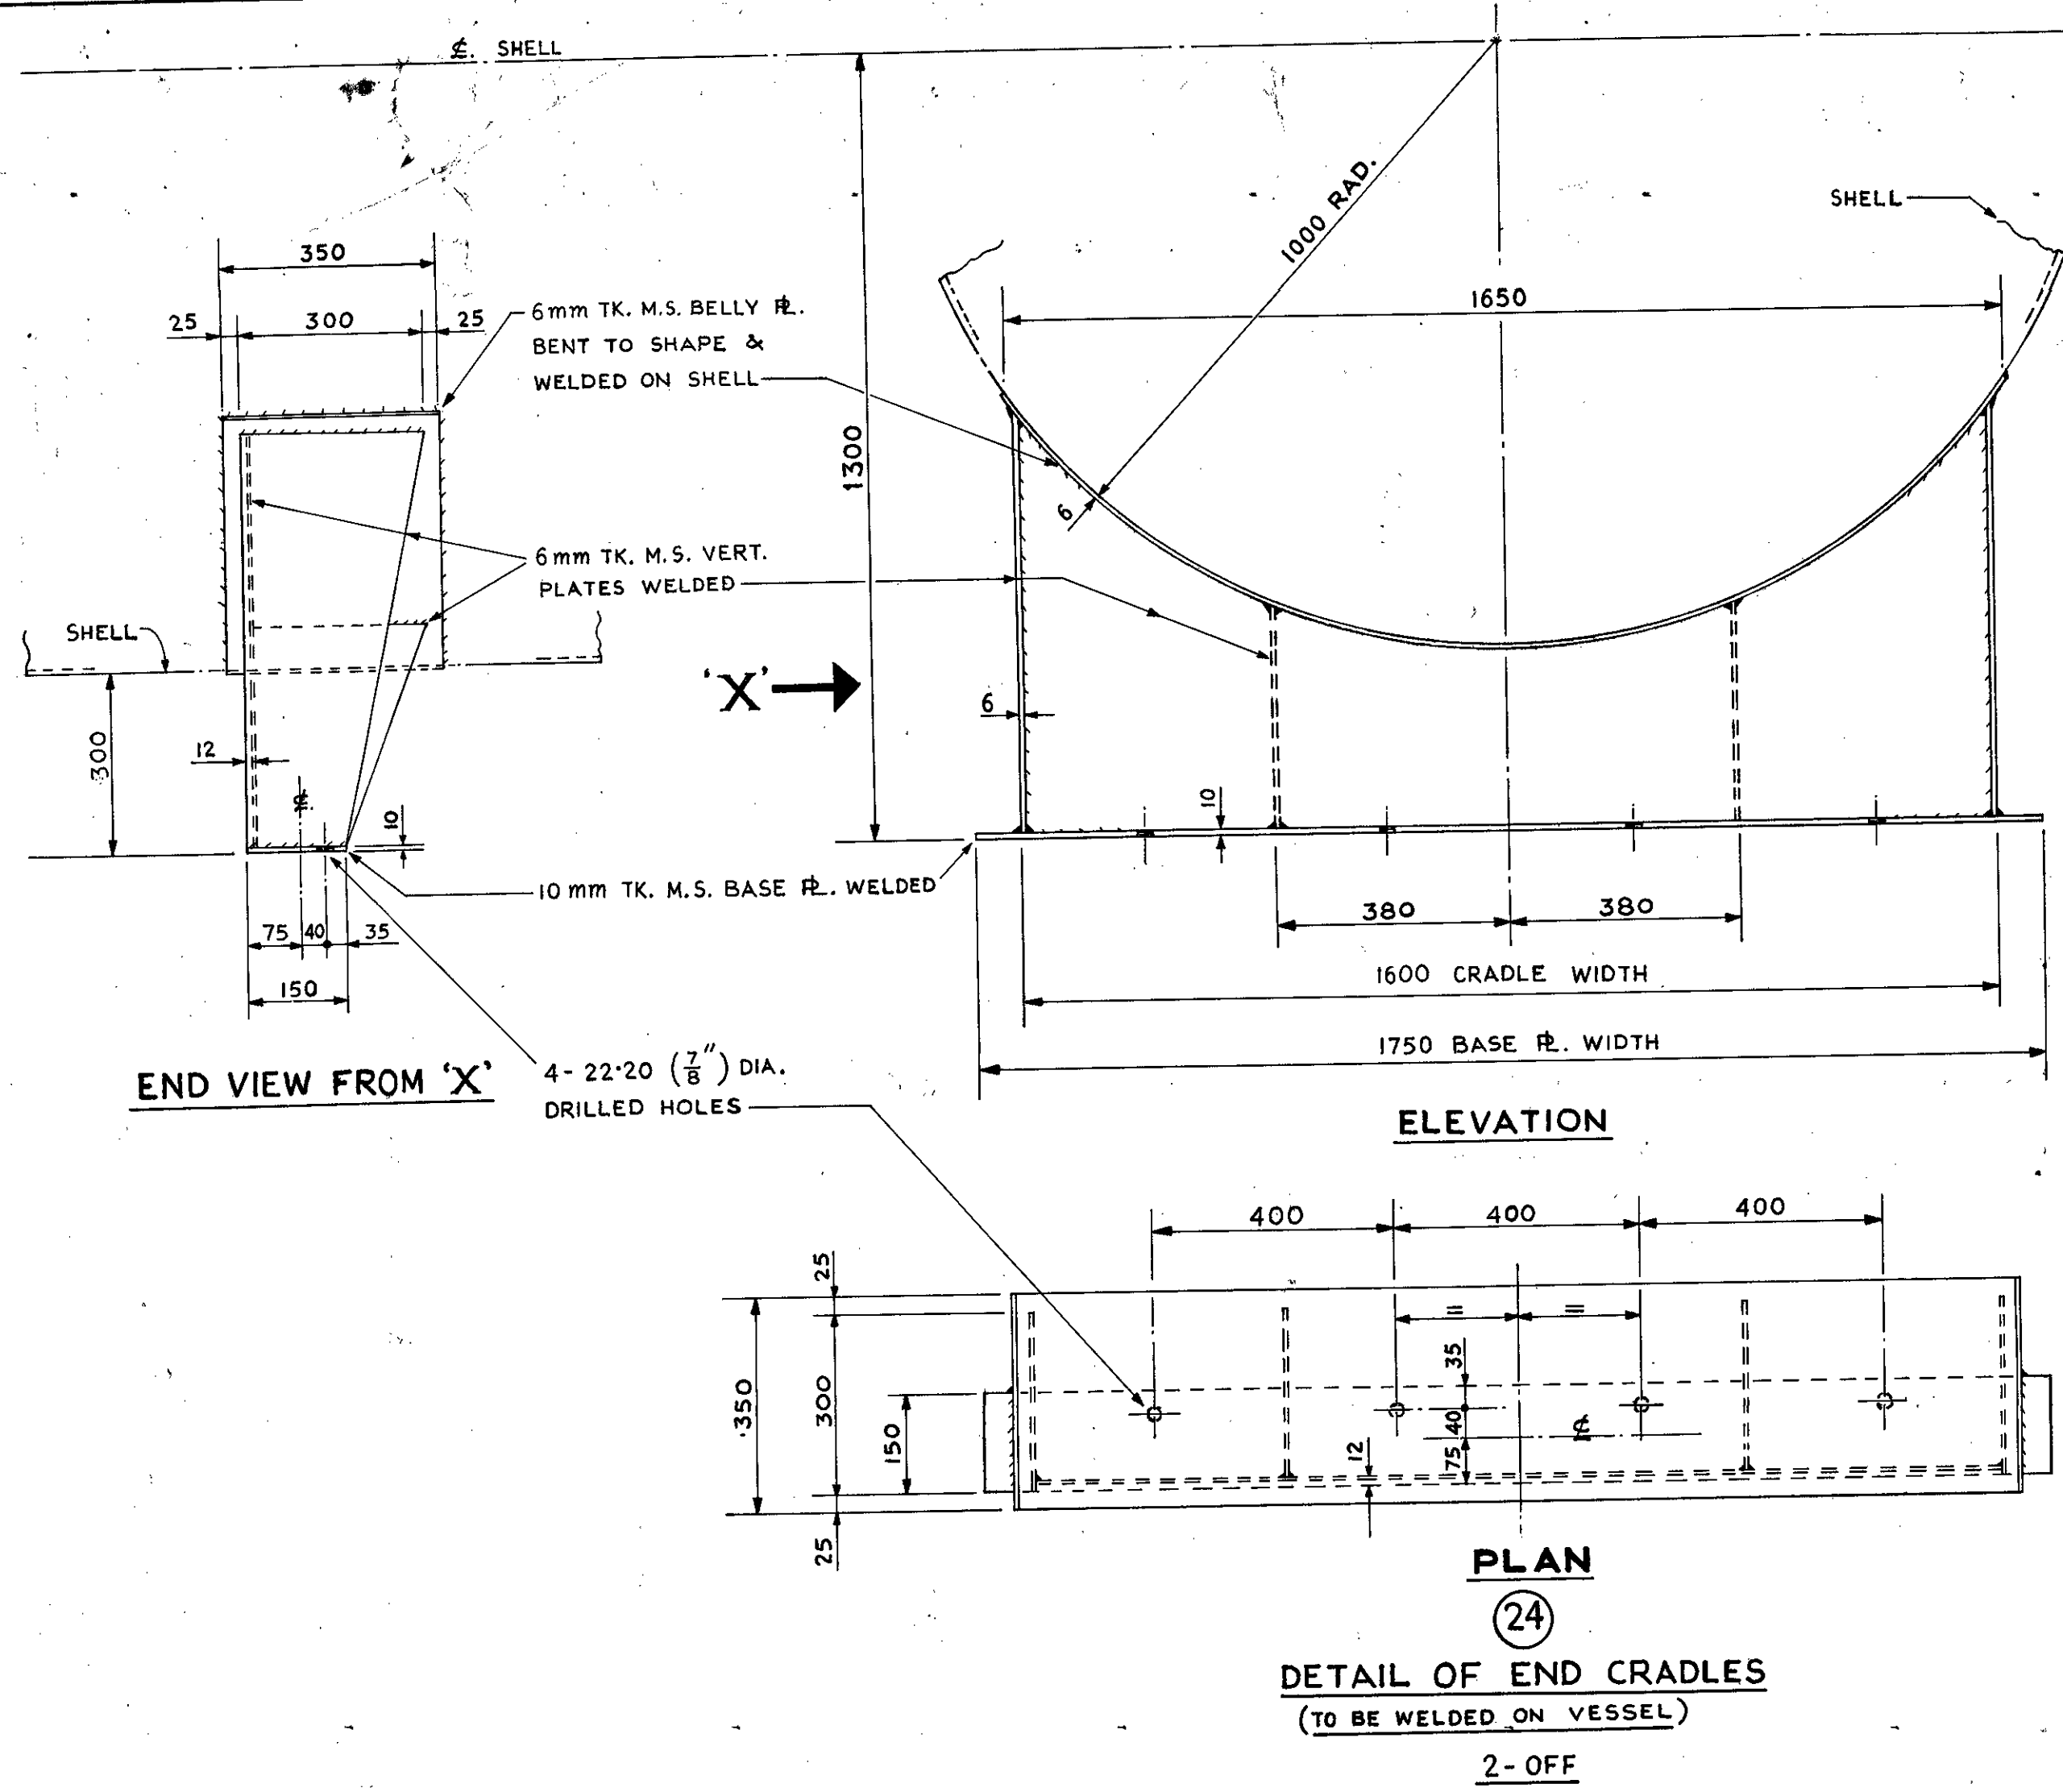 ℄. SHELL
1000 RAD.
SHELL
350
25 300 25
6mm TK. M.S. BELLY PL.
BENT TO SHAPE &
WELDED ON SHELL
1650
1300
6
6mm TK. M.S. VERT.
PLATES WELDED
SHELL
'X'
6
300
12
10
10
10 mm TK. M.S. BASE PL. WELDED
75 40 35
150
380 380
1600 CRADLE WIDTH
1750 BASE PL. WIDTH
END VIEW FROM 'X'
4- 22·20 (7/8") DIA.
DRILLED HOLES
ELEVATION
400 400 400
25
= =
350
300
150
35
40
℄
75
12
25
PLAN
24
DETAIL OF END CRADLES
(TO BE WELDED ON VESSEL)
2- OFF